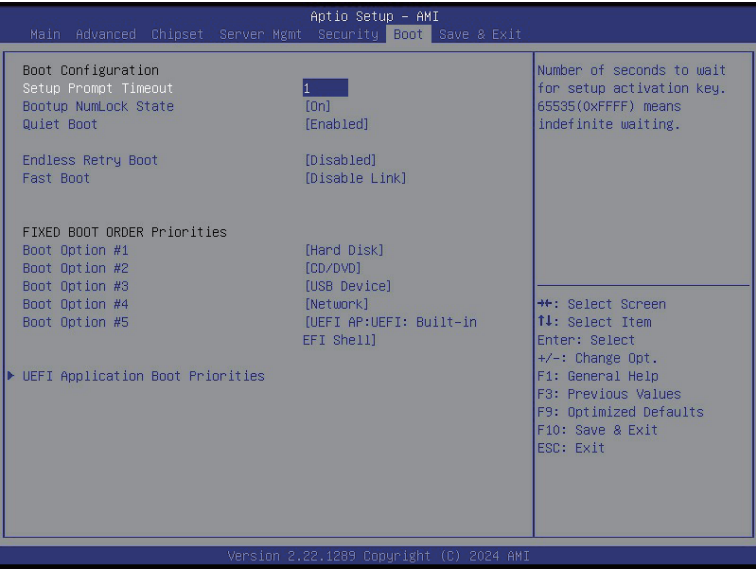 Aptio Setup – AMI
Main Advanced Chipset Server Mgmt Security Boot Save & Exit
Boot Configuration
Setup Prompt Timeout 1
Bootup NumLock State [On]
Quiet Boot [Enabled]
Endless Retry Boot [Disabled]
Fast Boot [Disable Link]
FIXED BOOT ORDER Priorities
Boot Option #1 [Hard Disk]
Boot Option #2 [CD/DVD]
Boot Option #3 [USB Device]
Boot Option #4 [Network]
Boot Option #5 [UEFI AP:UEFI: Built-in
EFI Shell]
▶ UEFI Application Boot Priorities
Number of seconds to wait
for setup activation key.
65535(0xFFFF) means
indefinite waiting.
→←: Select Screen
↑↓: Select Item
Enter: Select
+/-: Change Opt.
F1: General Help
F3: Previous Values
F9: Optimized Defaults
F10: Save & Exit
ESC: Exit
Version 2.22.1289 Copyright (C) 2024 AMI